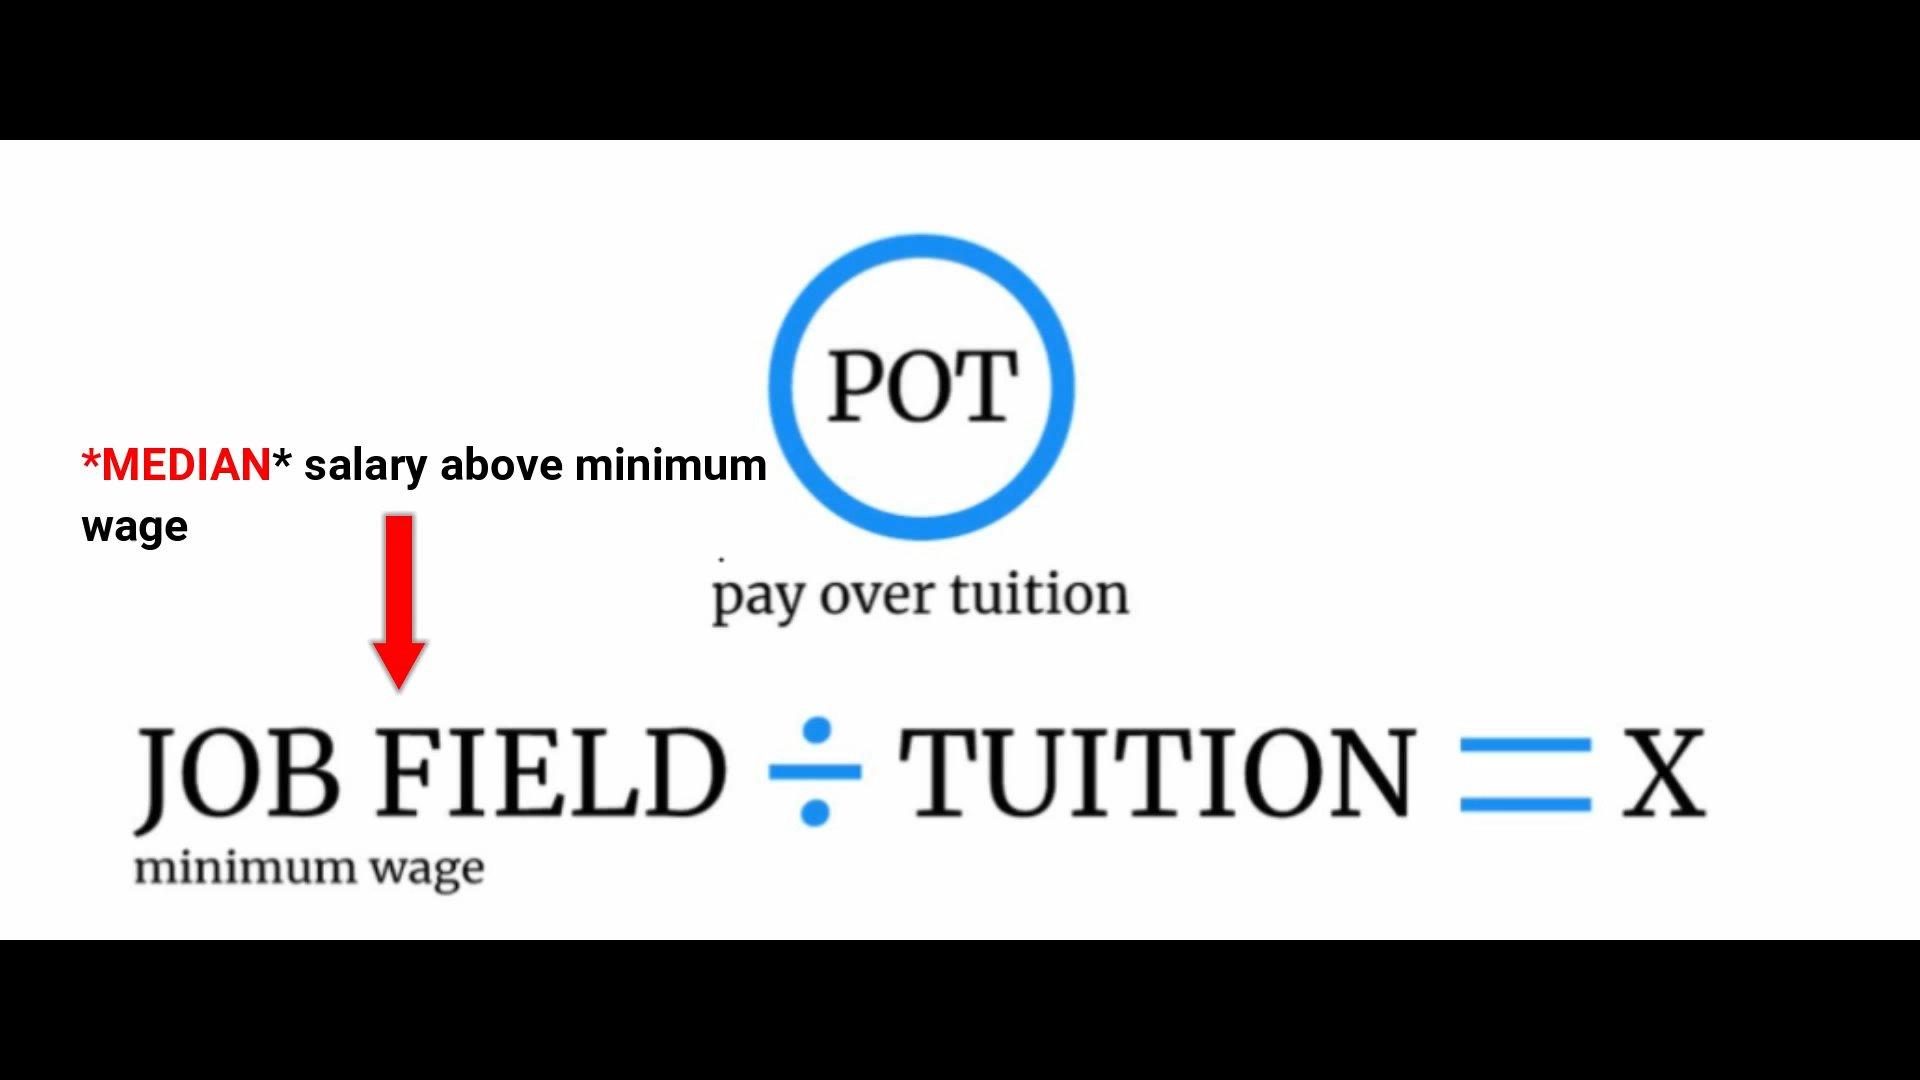 POT
*MEDIAN* salary above minimum
wage
pay over tuition
JOB FIELD ÷ TUITION = X
minimum wage